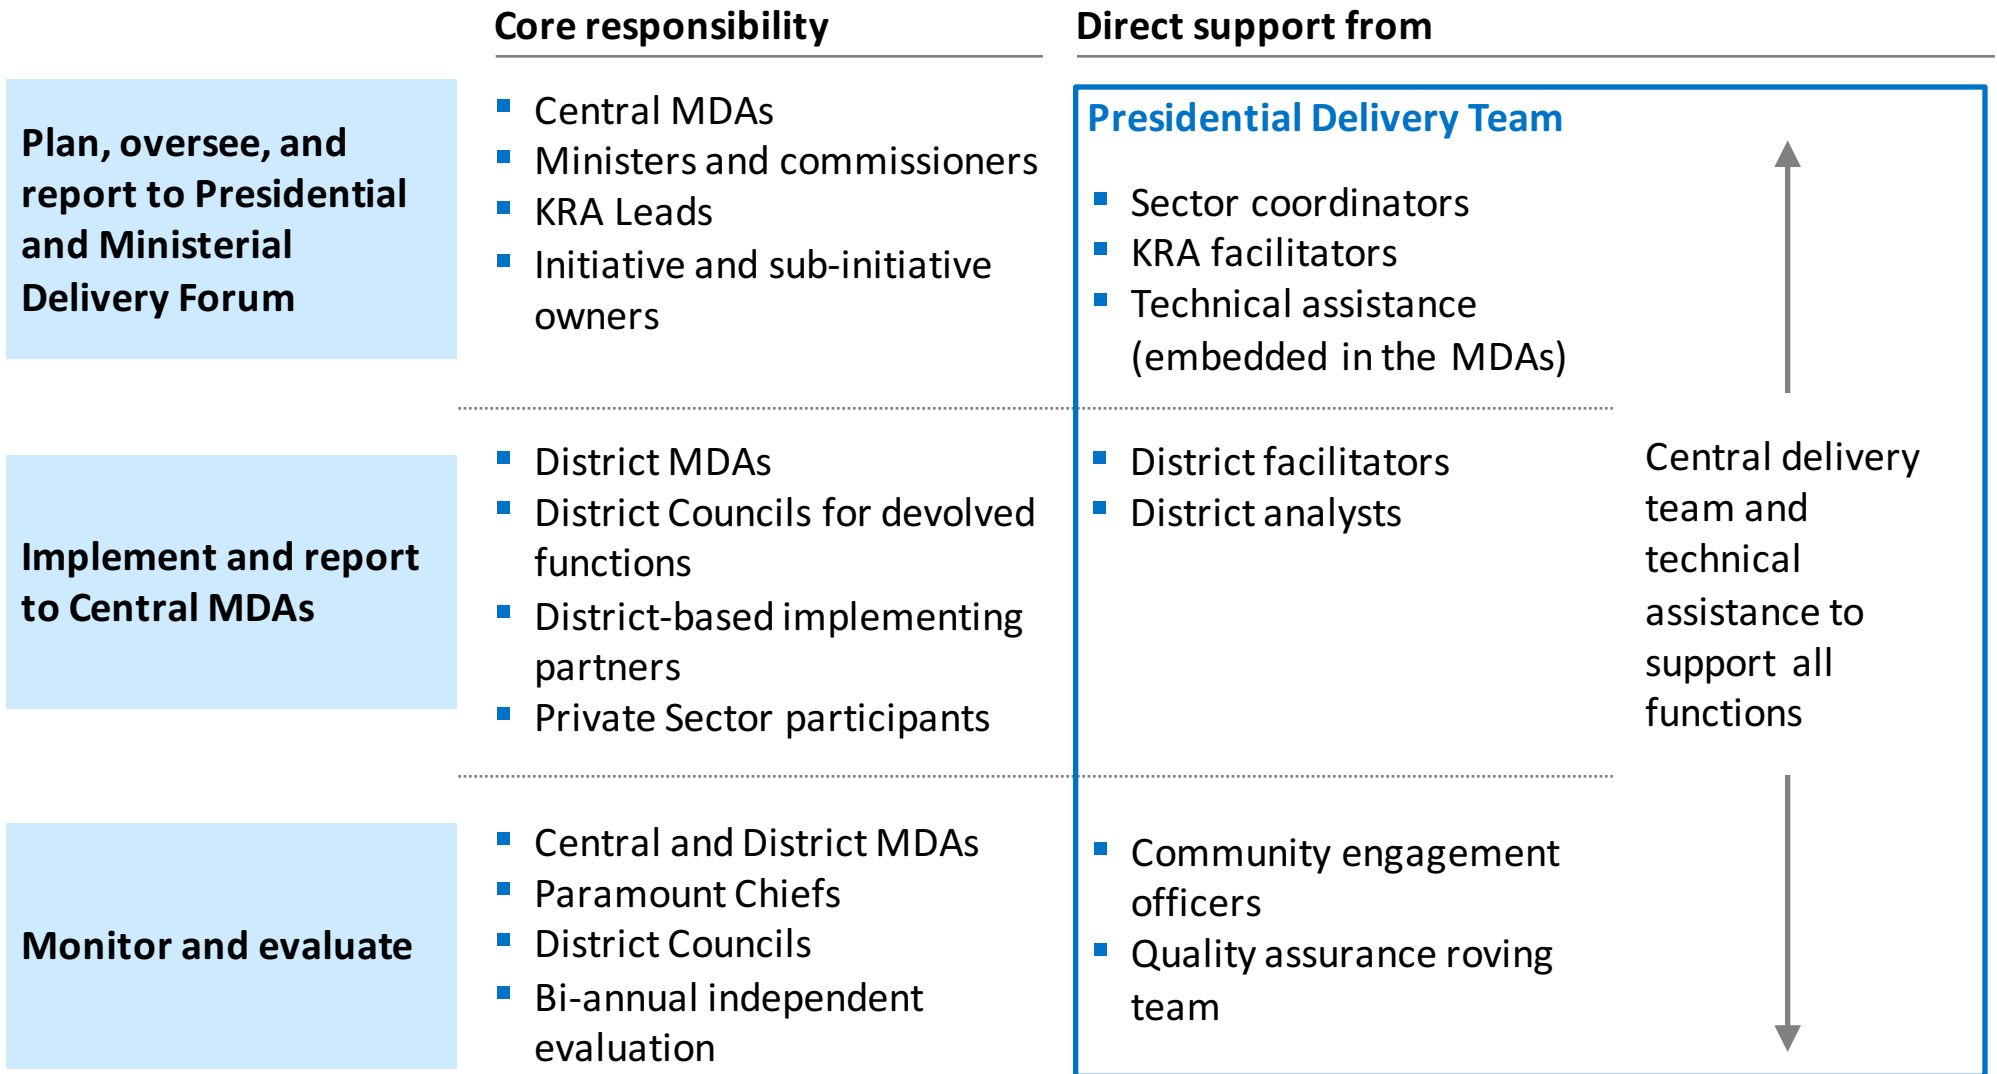 Core responsibility
Direct support from
Plan, oversee, and
report to Presidential
and Ministerial
Delivery Forum
Central MDAs
Ministers and commissioners
KRA Leads
Initiative and sub-initiative
owners
Presidential Delivery Team
Sector coordinators
KRA facilitators
Technical assistance
(embedded in the MDAs)
Implement and report
to Central MDAs
District MDAs
District Councils for devolved
functions
District-based implementing
partners
Private Sector participants
District facilitators
District analysts
Central delivery
team and
technical
assistance to
support all
functions
Monitor and evaluate
Central and District MDAs
Paramount Chiefs
District Councils
Bi-annual independent
evaluation
Community engagement
officers
Quality assurance roving
team